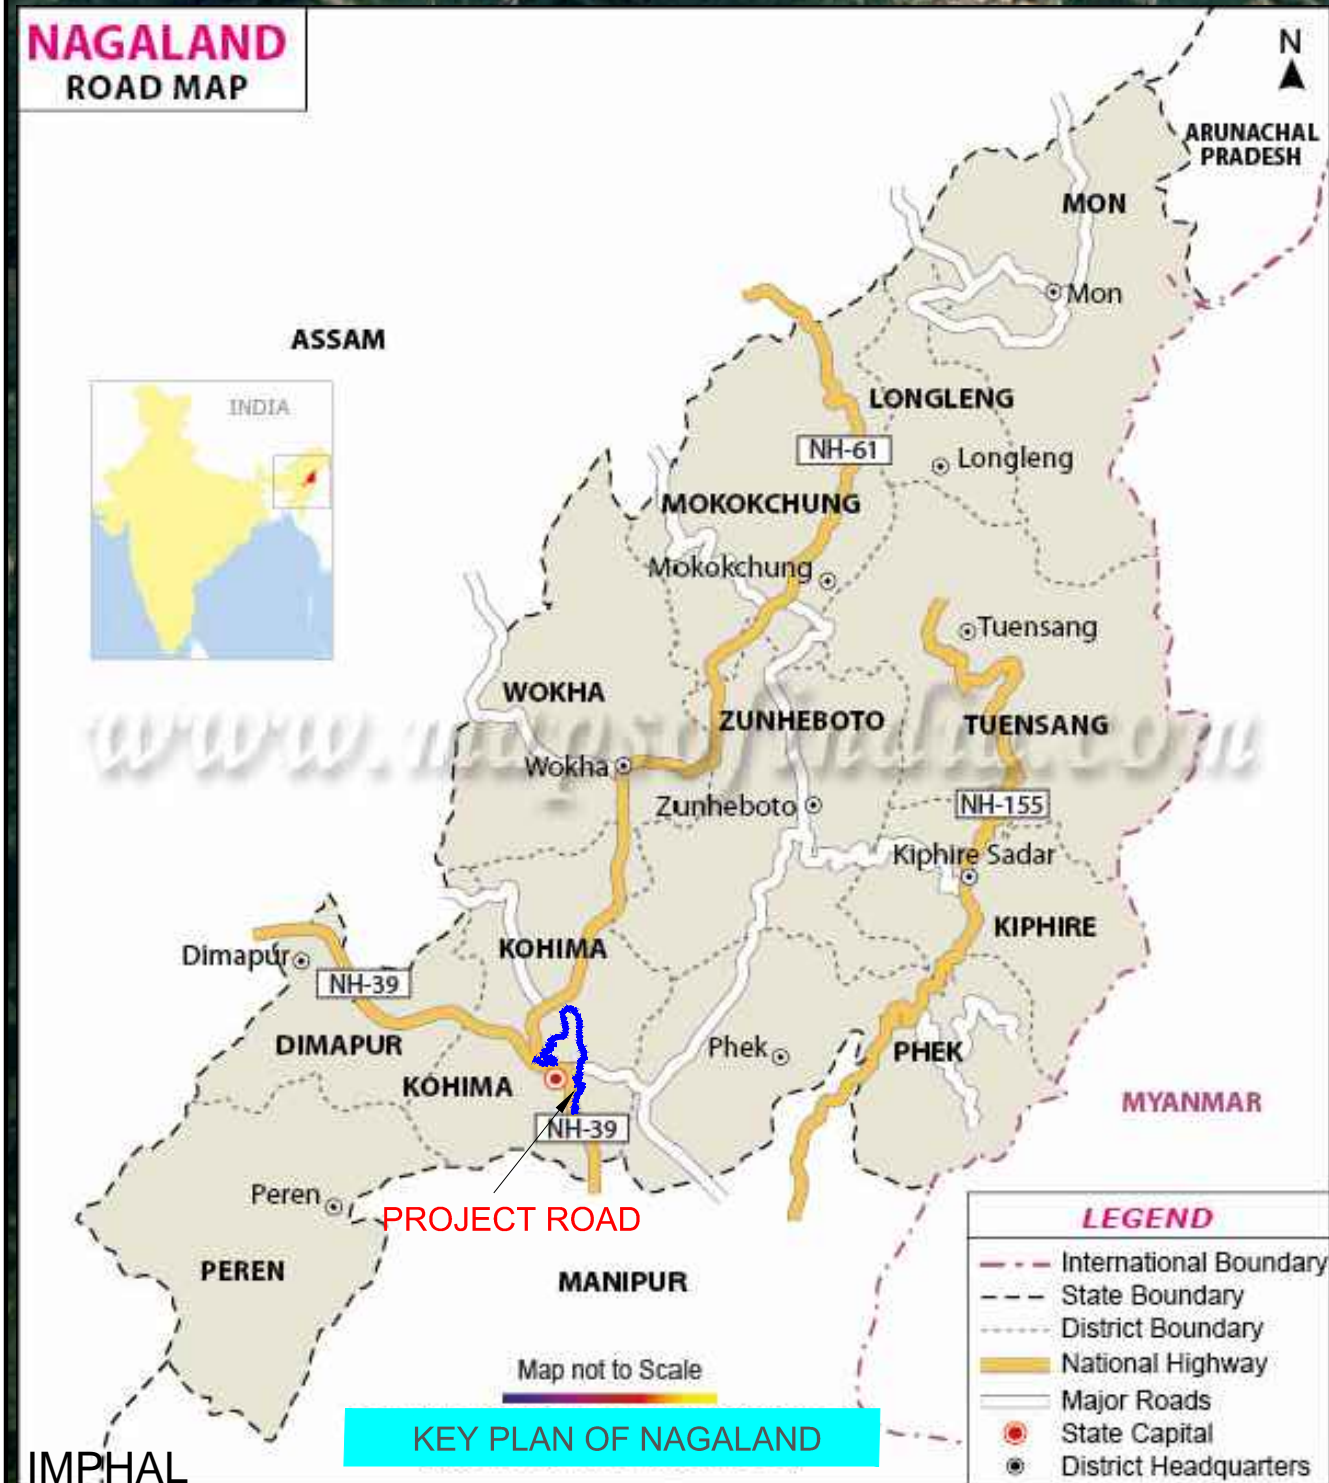 NAGALAND
ROAD MAP
N
ARUNACHAL
PRADESH
MON
Mon
ASSAM
INDIA
LONGLENG
NH-61
Longleng
MOKOKCHUNG
Mokokchung
Tuensang
WOKHA
ZUNHEBOTO
TUENSANG
www.mapsofindia.com
Wokha
Zunheboto
NH-155
Kiphire Sadar
KIPHIRE
KOHIMA
Dimapur
NH-39
DIMAPUR
Phek
PHEK
KOHIMA
MYANMAR
NH-39
Peren
PROJECT ROAD
PEREN
MANIPUR
LEGEND
International Boundary
State Boundary
District Boundary
National Highway
Major Roads
State Capital
District Headquarters
Map not to Scale
KEY PLAN OF NAGALAND
IMPHAL